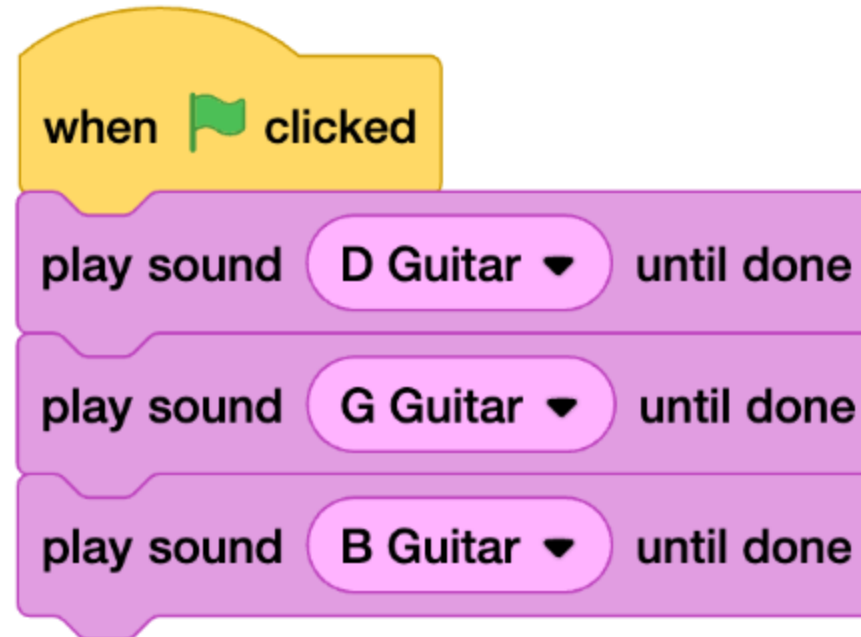 when clicked
play sound D Guitar until done
play sound G Guitar until done
play sound B Guitar until done